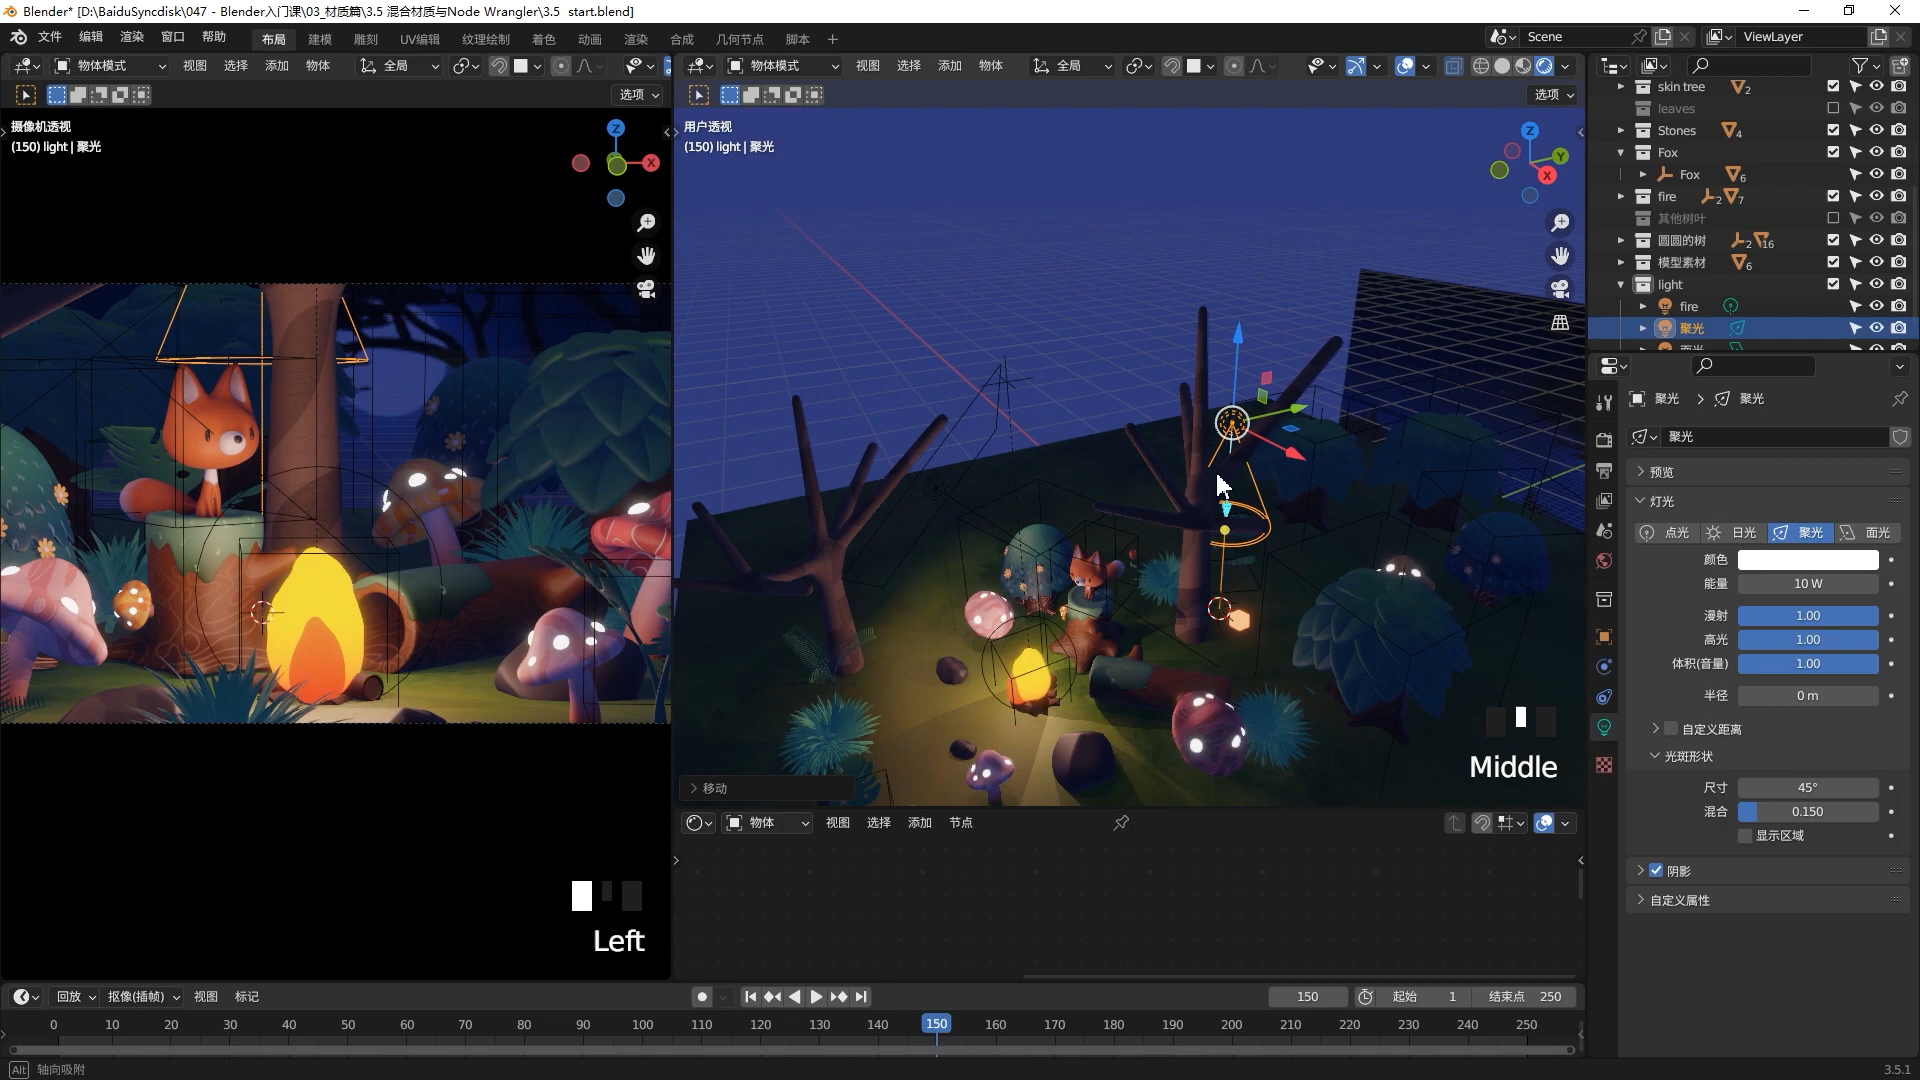 Blender* [D:\BaiduSyncdisk\047 - Blender入门课\03_材质篇\3.5 混合材质与Node Wrangler\3.5  start.blend]
文件 编辑 渲染 窗口 帮助 布局 建模 雕刻 UV编辑 纹理绘制 着色 动画 渲染 合成 几何节点 脚本 + Scene ViewLayer
物体模式 视图 选择 添加 物体 全局
物体模式 视图 选择 添加 物体 全局
选项
选项
摄像机透视
(150) light | 聚光
Z
X
用户透视
(150) light | 聚光
Z
Y
X
Left
Middle
移动
物体 视图 选择 添加 节点
skin tree 2
leaves
Stones 4
Fox
Fox 6
fire 2 7
其他树叶
圆圆的树 2 16
模型素材 6
light
fire
聚光
聚光 > 聚光
聚光
预览
灯光
点光 日光 聚光 面光
颜色
能量 10 W
漫射 1.00
高光 1.00
体积(音量) 1.00
半径 0 m
自定义距离
光斑形状
尺寸 45°
混合 0.150
显示区域
阴影
自定义属性
回放 抠像(插帧) 视图 标记 150 起始 1 结束点 250
0 10 20 30 40 50 60 70 80 90 100 110 120 130 140 150 160 170 180 190 200 210 220 230 240 250
Alt 轴向吸附 3.5.1